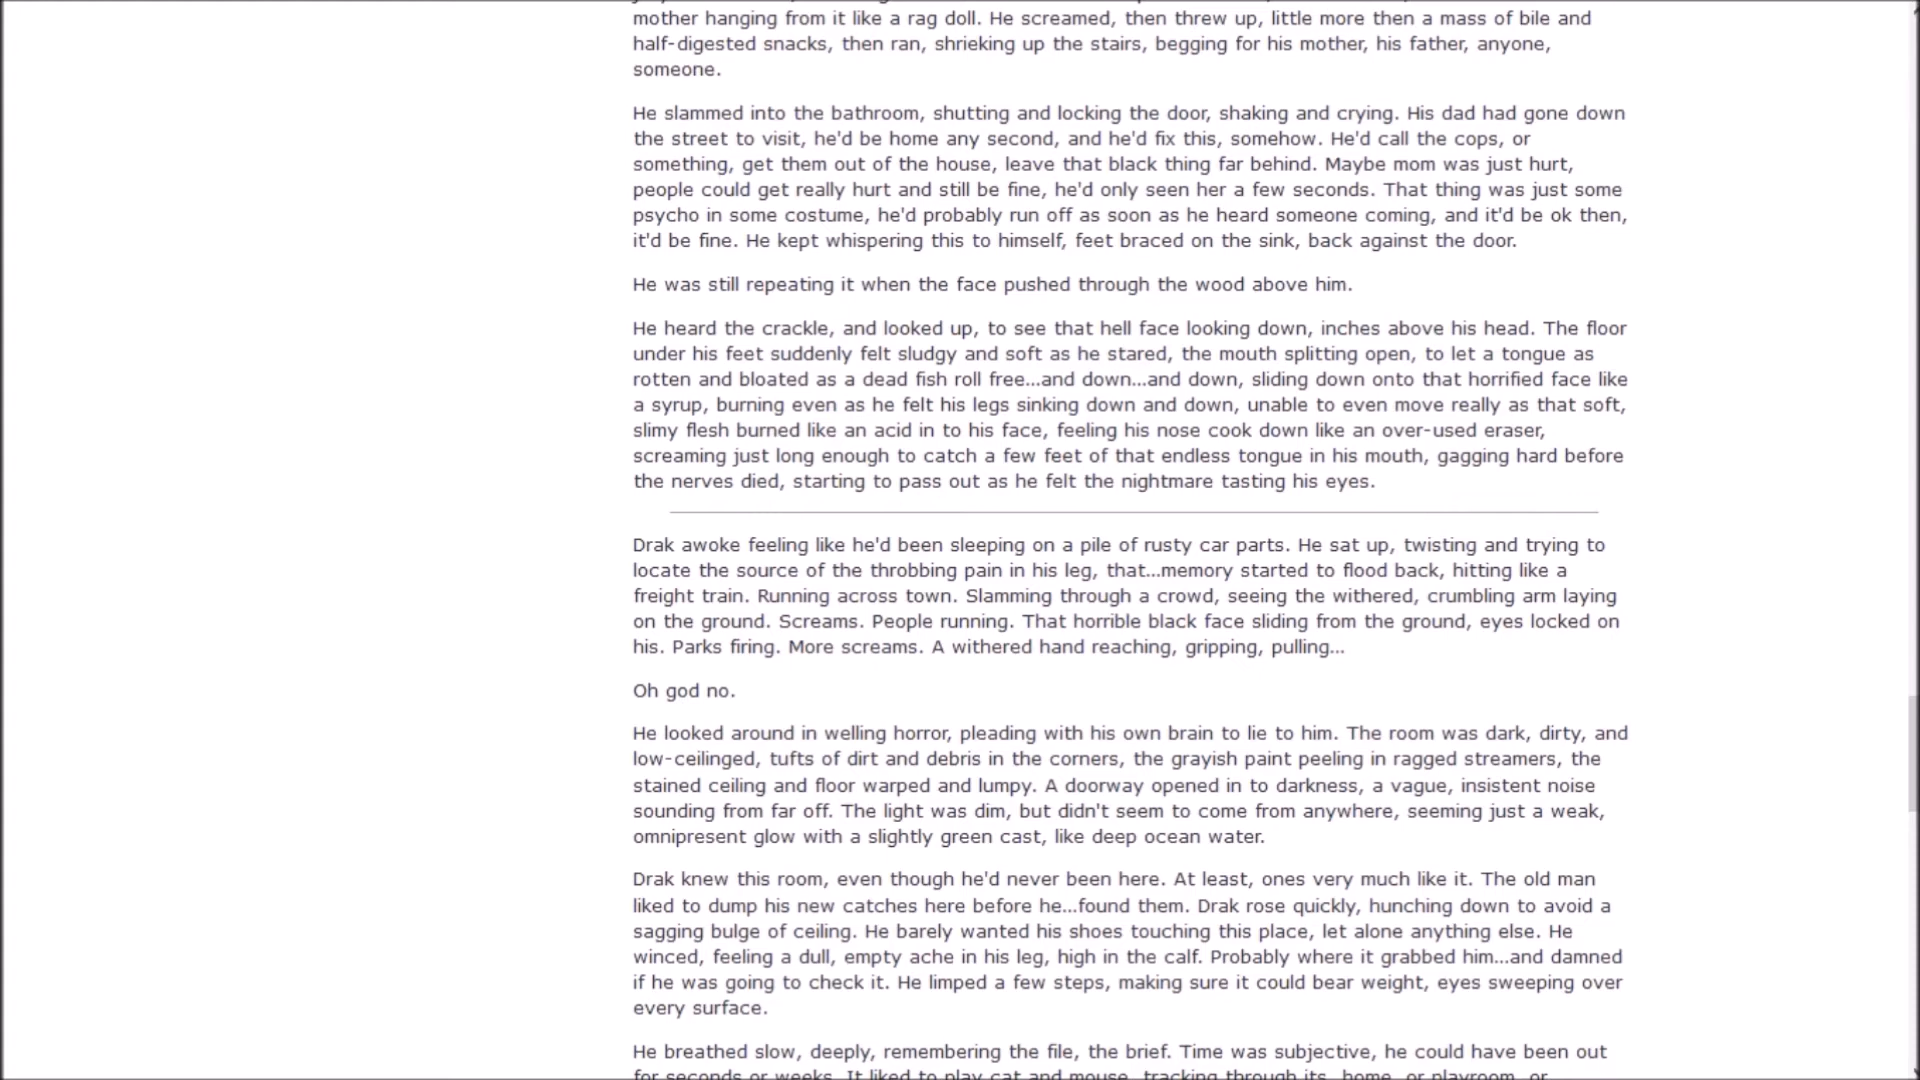 mother hanging from it like a rag doll. He screamed, then threw up, little more then a mass of bile and
half-digested snacks, then ran, shrieking up the stairs, begging for his mother, his father, anyone,
someone.
He slammed into the bathroom, shutting and locking the door, shaking and crying. His dad had gone down
the street to visit, he'd be home any second, and he'd fix this, somehow. He'd call the cops, or
something, get them out of the house, leave that black thing far behind. Maybe mom was just hurt,
people could get really hurt and still be fine, he'd only seen her a few seconds. That thing was just some
psycho in some costume, he'd probably run off as soon as he heard someone coming, and it'd be ok then,
it'd be fine. He kept whispering this to himself, feet braced on the sink, back against the door.
He was still repeating it when the face pushed through the wood above him.
He heard the crackle, and looked up, to see that hell face looking down, inches above his head. The floor
under his feet suddenly felt sludgy and soft as he stared, the mouth splitting open, to let a tongue as
rotten and bloated as a dead fish roll free...and down...and down, sliding down onto that horrified face like
a syrup, burning even as he felt his legs sinking down and down, unable to even move really as that soft,
slimy flesh burned like an acid in to his face, feeling his nose cook down like an over-used eraser,
screaming just long enough to catch a few feet of that endless tongue in his mouth, gagging hard before
the nerves died, starting to pass out as he felt the nightmare tasting his eyes.
Drak awoke feeling like he'd been sleeping on a pile of rusty car parts. He sat up, twisting and trying to
locate the source of the throbbing pain in his leg, that...memory started to flood back, hitting like a
freight train. Running across town. Slamming through a crowd, seeing the withered, crumbling arm laying
on the ground. Screams. People running. That horrible black face sliding from the ground, eyes locked on
his. Parks firing. More screams. A withered hand reaching, gripping, pulling...
Oh god no.
He looked around in welling horror, pleading with his own brain to lie to him. The room was dark, dirty, and
low-ceilinged, tufts of dirt and debris in the corners, the grayish paint peeling in ragged streamers, the
stained ceiling and floor warped and lumpy. A doorway opened in to darkness, a vague, insistent noise
sounding from far off. The light was dim, but didn't seem to come from anywhere, seeming just a weak,
omnipresent glow with a slightly green cast, like deep ocean water.
Drak knew this room, even though he'd never been here. At least, ones very much like it. The old man
liked to dump his new catches here before he...found them. Drak rose quickly, hunching down to avoid a
sagging bulge of ceiling. He barely wanted his shoes touching this place, let alone anything else. He
winced, feeling a dull, empty ache in his leg, high in the calf. Probably where it grabbed him...and damned
if he was going to check it. He limped a few steps, making sure it could bear weight, eyes sweeping over
every surface.
He breathed slow, deeply, remembering the file, the brief. Time was subjective, he could have been out
for seconds or weeks. It liked to play cat and mouse, tracking through its, home, or playroom, or